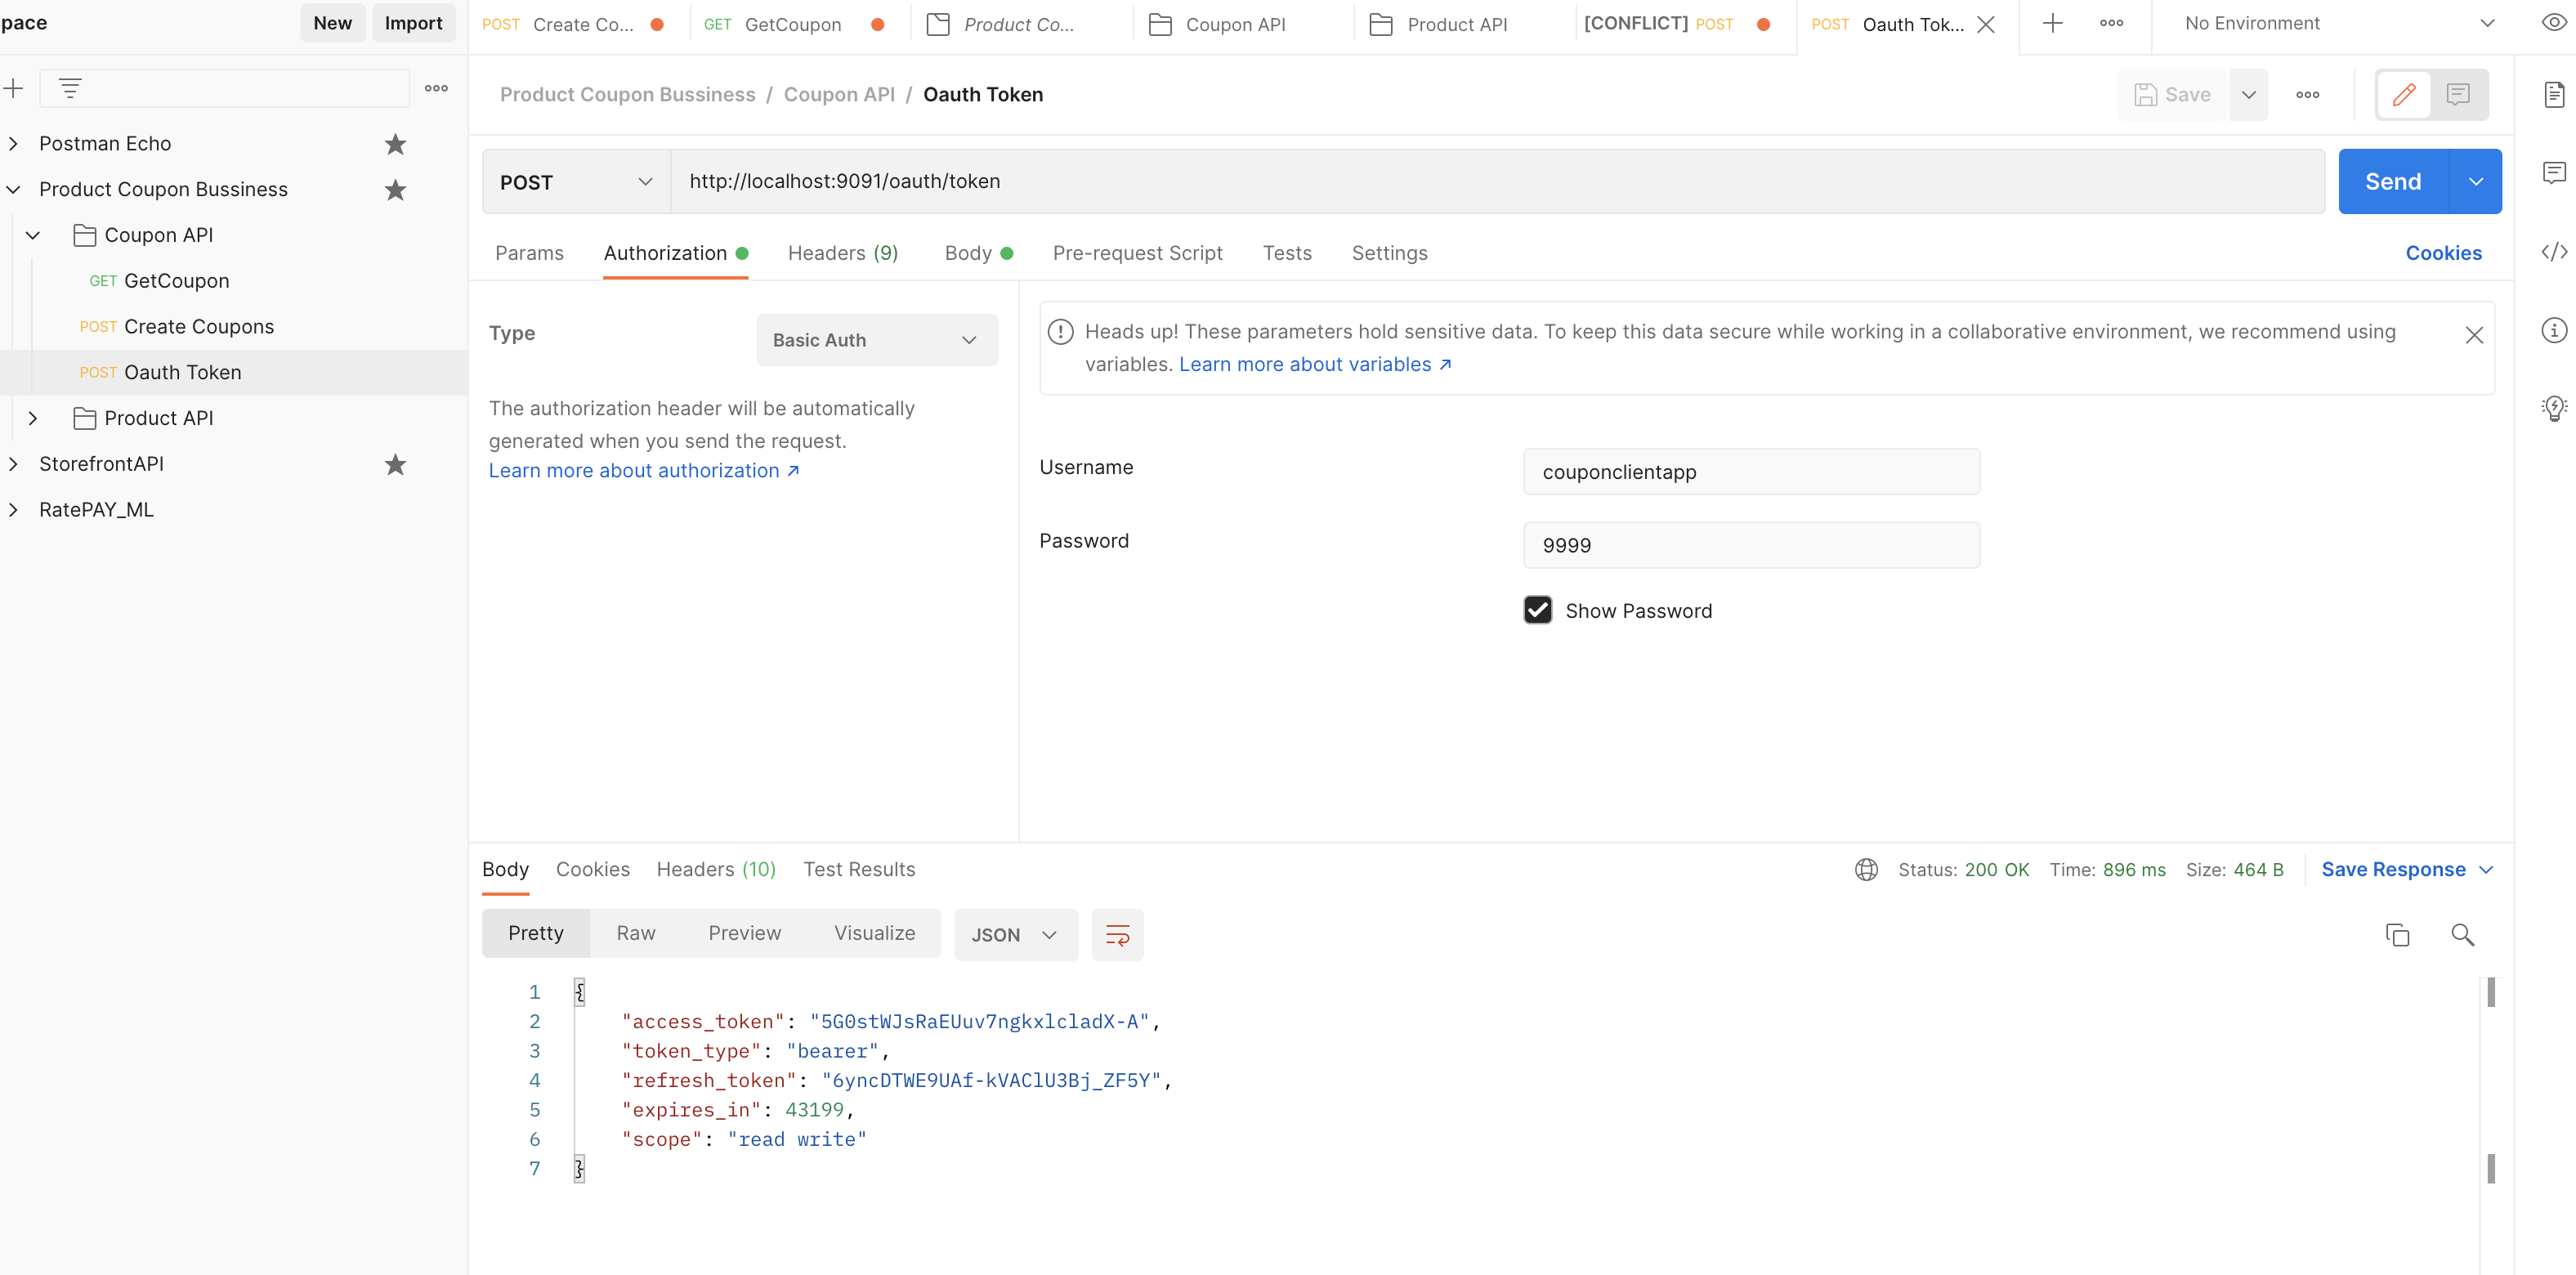 pace
New
Import
POST Create Co...
GET GetCoupon
Product Co...
Coupon API
Product API
[CONFLICT] POST
POST Oauth Tok...
No Environment
Postman Echo
Product Coupon Bussiness
Coupon API
GET GetCoupon
POST Create Coupons
POST Oauth Token
Product API
StorefrontAPI
RatePAY_ML
Product Coupon Bussiness / Coupon API / Oauth Token
Save
POST
http://localhost:9091/oauth/token
Send
Params
Authorization
Headers (9)
Body
Pre-request Script
Tests
Settings
Cookies
Type
Basic Auth
The authorization header will be automatically
generated when you send the request.
Learn more about authorization ↗
Heads up! These parameters hold sensitive data. To keep this data secure while working in a collaborative environment, we recommend using
variables. Learn more about variables ↗
Username
couponclientapp
Password
9999
Show Password
Body
Cookies
Headers (10)
Test Results
Status: 200 OK
Time: 896 ms
Size: 464 B
Save Response
Pretty
Raw
Preview
Visualize
JSON
1 {
2 "access_token": "5G0stWJsRaEUuv7ngkxlcladX-A",
3 "token_type": "bearer",
4 "refresh_token": "6yncDTWE9UAf-kVAClU3Bj_ZF5Y",
5 "expires_in": 43199,
6 "scope": "read write"
7 }